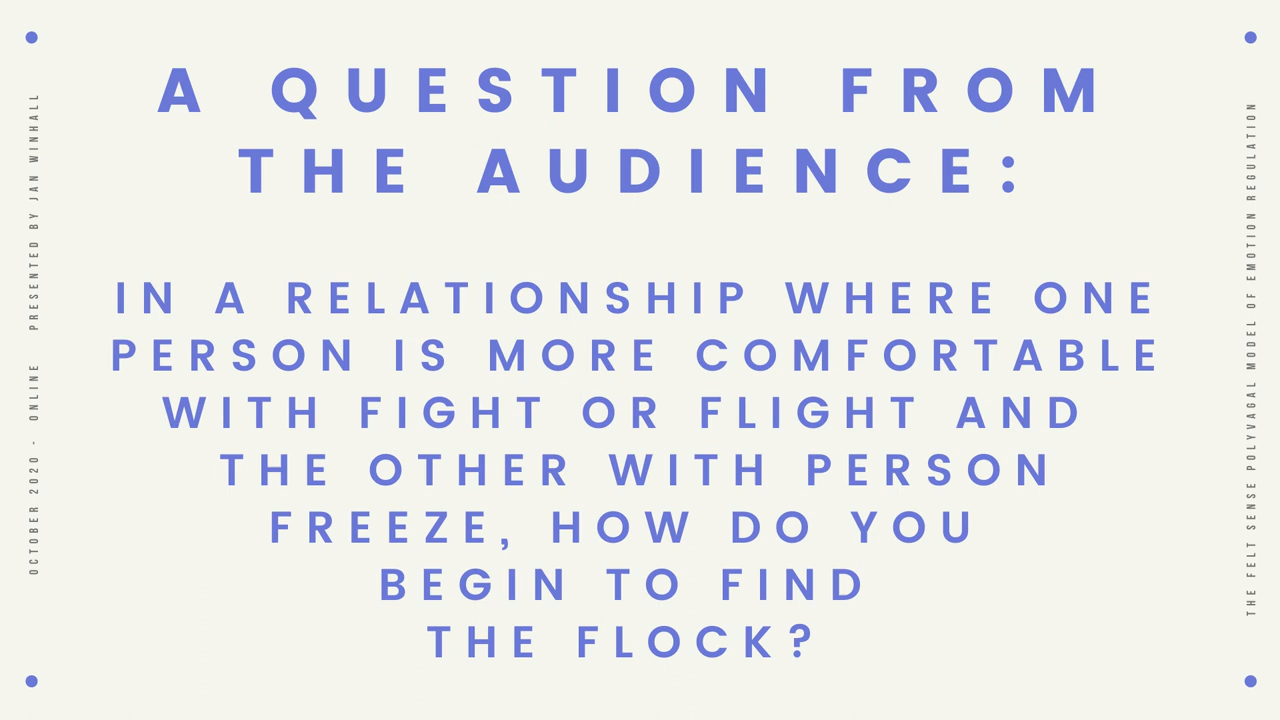 A QUESTION FROM
THE AUDIENCE:
IN A RELATIONSHIP WHERE ONE
PERSON IS MORE COMFORTABLE
WITH FIGHT OR FLIGHT AND
THE OTHER WITH PERSON
FREEZE, HOW DO YOU
BEGIN TO FIND
THE FLOCK?
OCTOBER 2020 - ONLINE PRESENTED BY JAN WINHALL
THE FELT SENSE POLYVAGAL MODEL OF EMOTION REGULATION